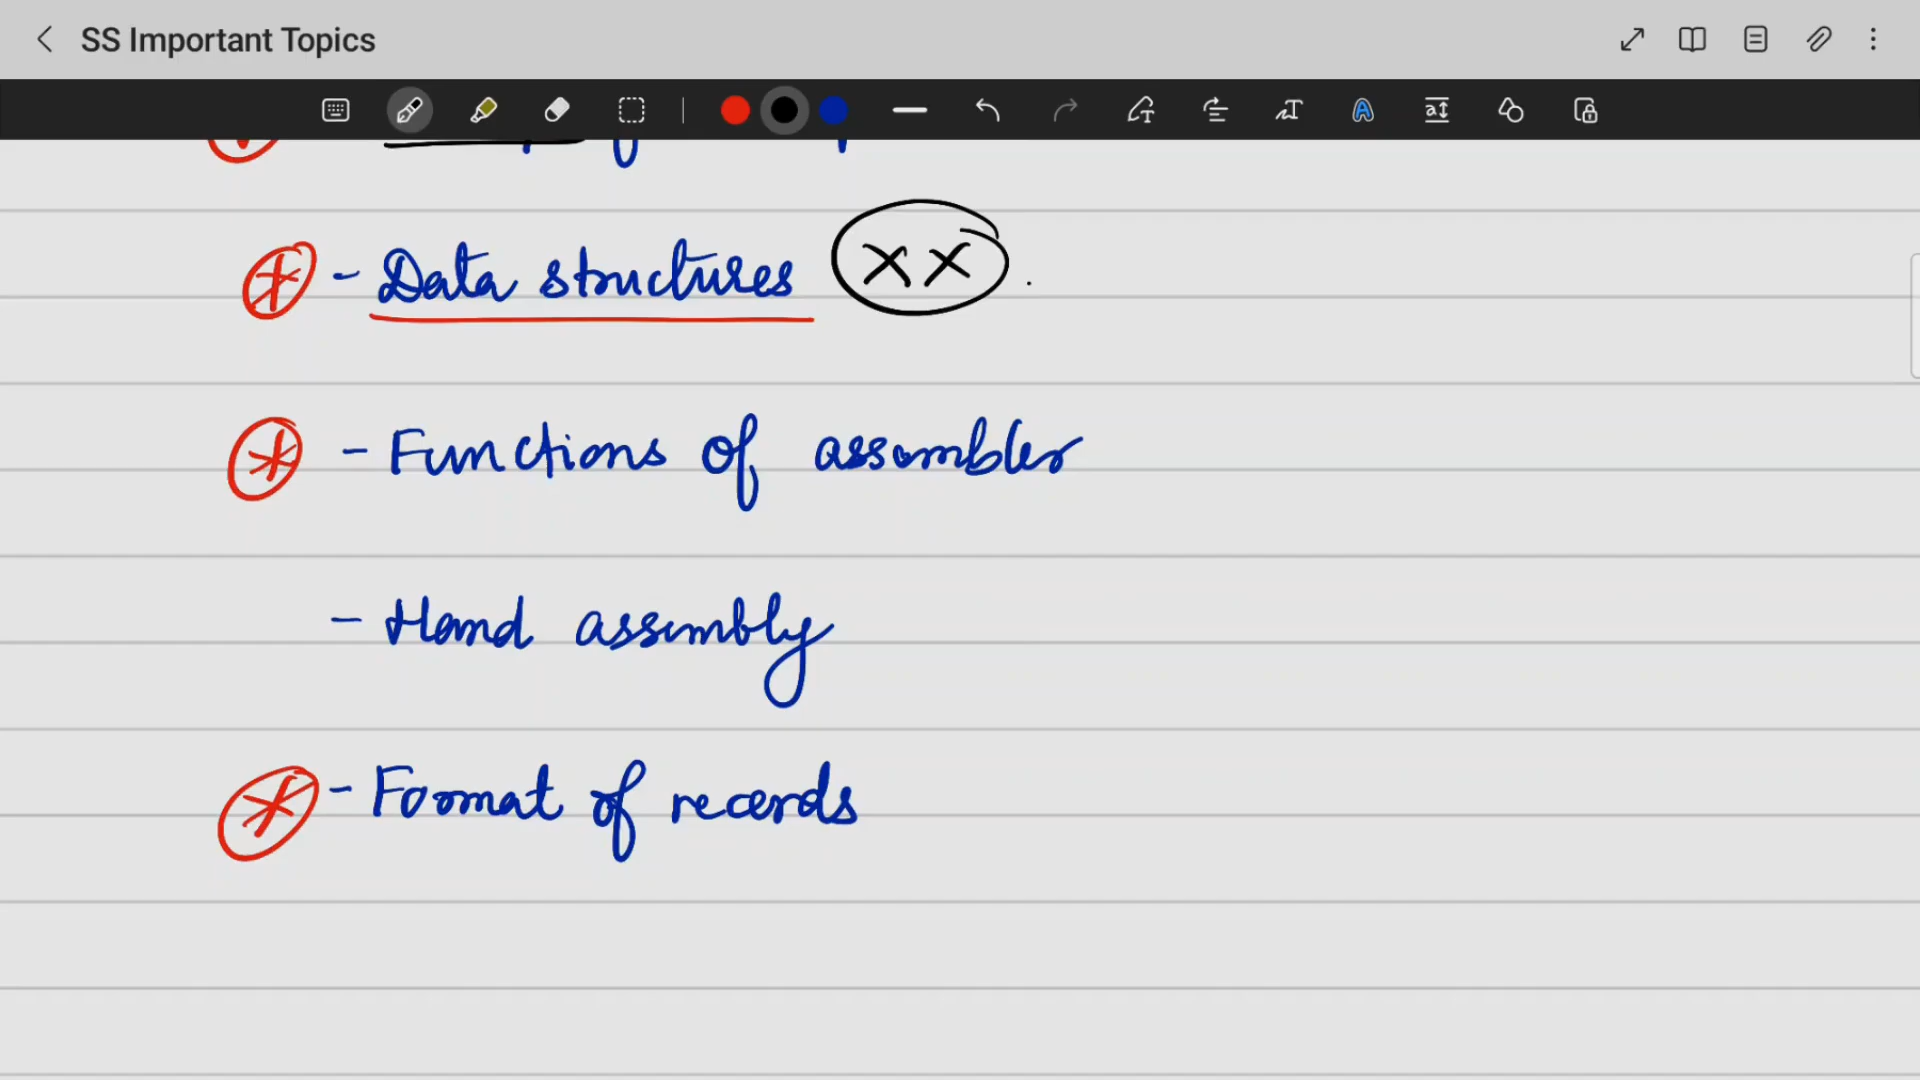 SS Important Topics
- Data structures XX
- Functions of assembler
- Hand assembly
- Format of records